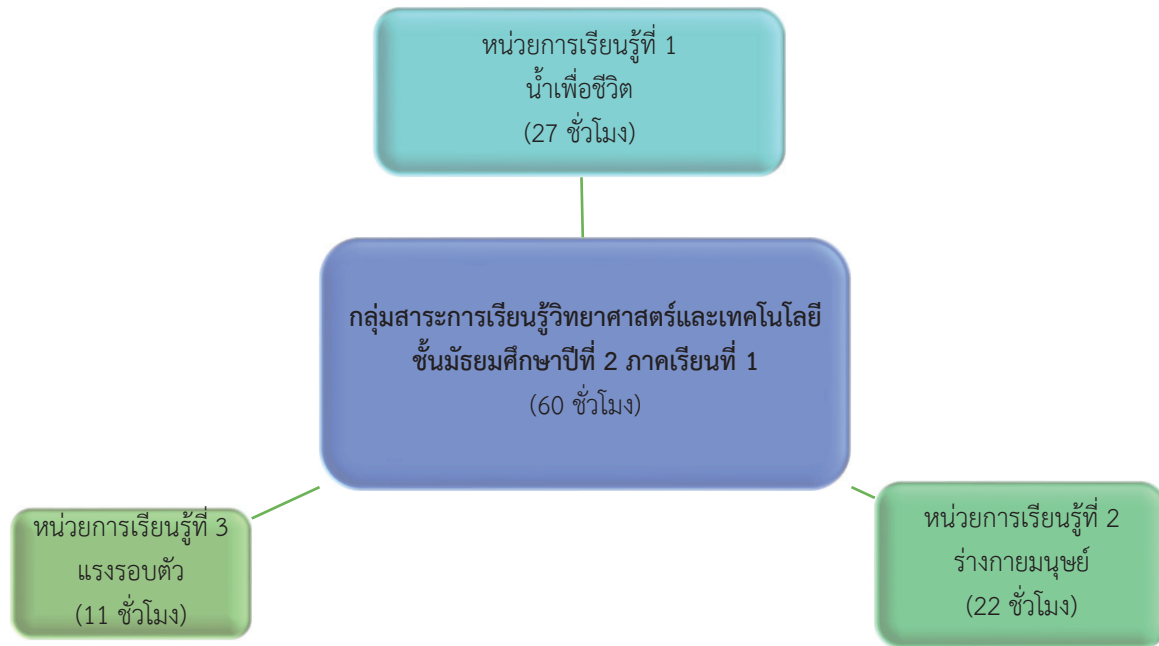 หน่วยการเรียนรู้ที่ 1
น้ำเพื่อชีวิต
(27 ชั่วโมง)
กลุ่มสาระการเรียนรู้วิทยาศาสตร์และเทคโนโลยี
ชั้นมัธยมศึกษาปีที่ 2 ภาคเรียนที่ 1
(60 ชั่วโมง)
หน่วยการเรียนรู้ที่ 3
แรงรอบตัว
(11 ชั่วโมง)
หน่วยการเรียนรู้ที่ 2
ร่างกายมนุษย์
(22 ชั่วโมง)